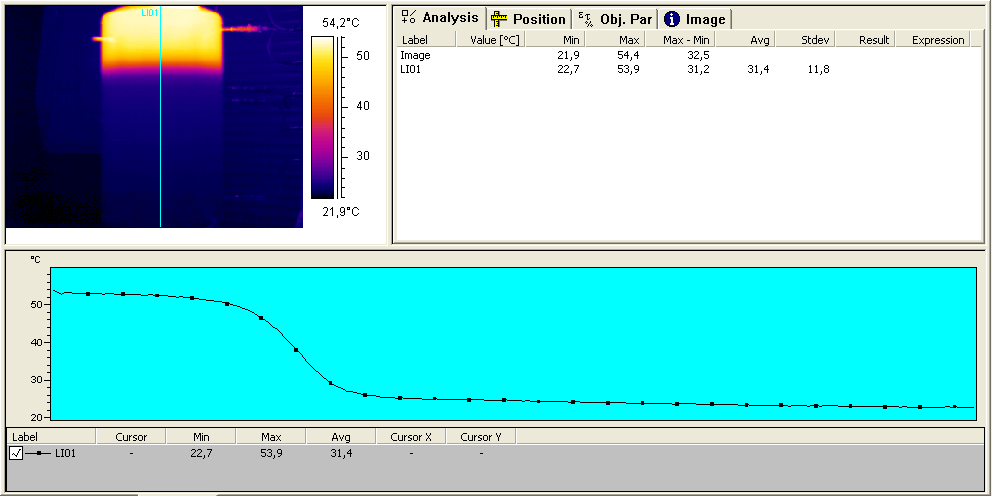 LI01
54,2°C
50
40
30
21,9°C
Analysis Position Obj. Par Image
Label Value [°C] Min Max Max - Min Avg Stdev Result Expression
Image 21,9 54,4 32,5
LI01 22,7 53,9 31,2 31,4 11,8
°C
50
40
30
20
Label Cursor Min Max Avg Cursor X Cursor Y
LI01 - 22,7 53,9 31,4 - -